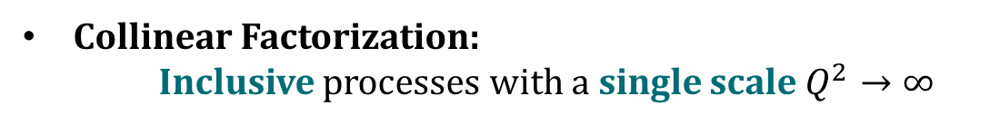 • Collinear Factorization:
Inclusive processes with a single scale Q² → ∞